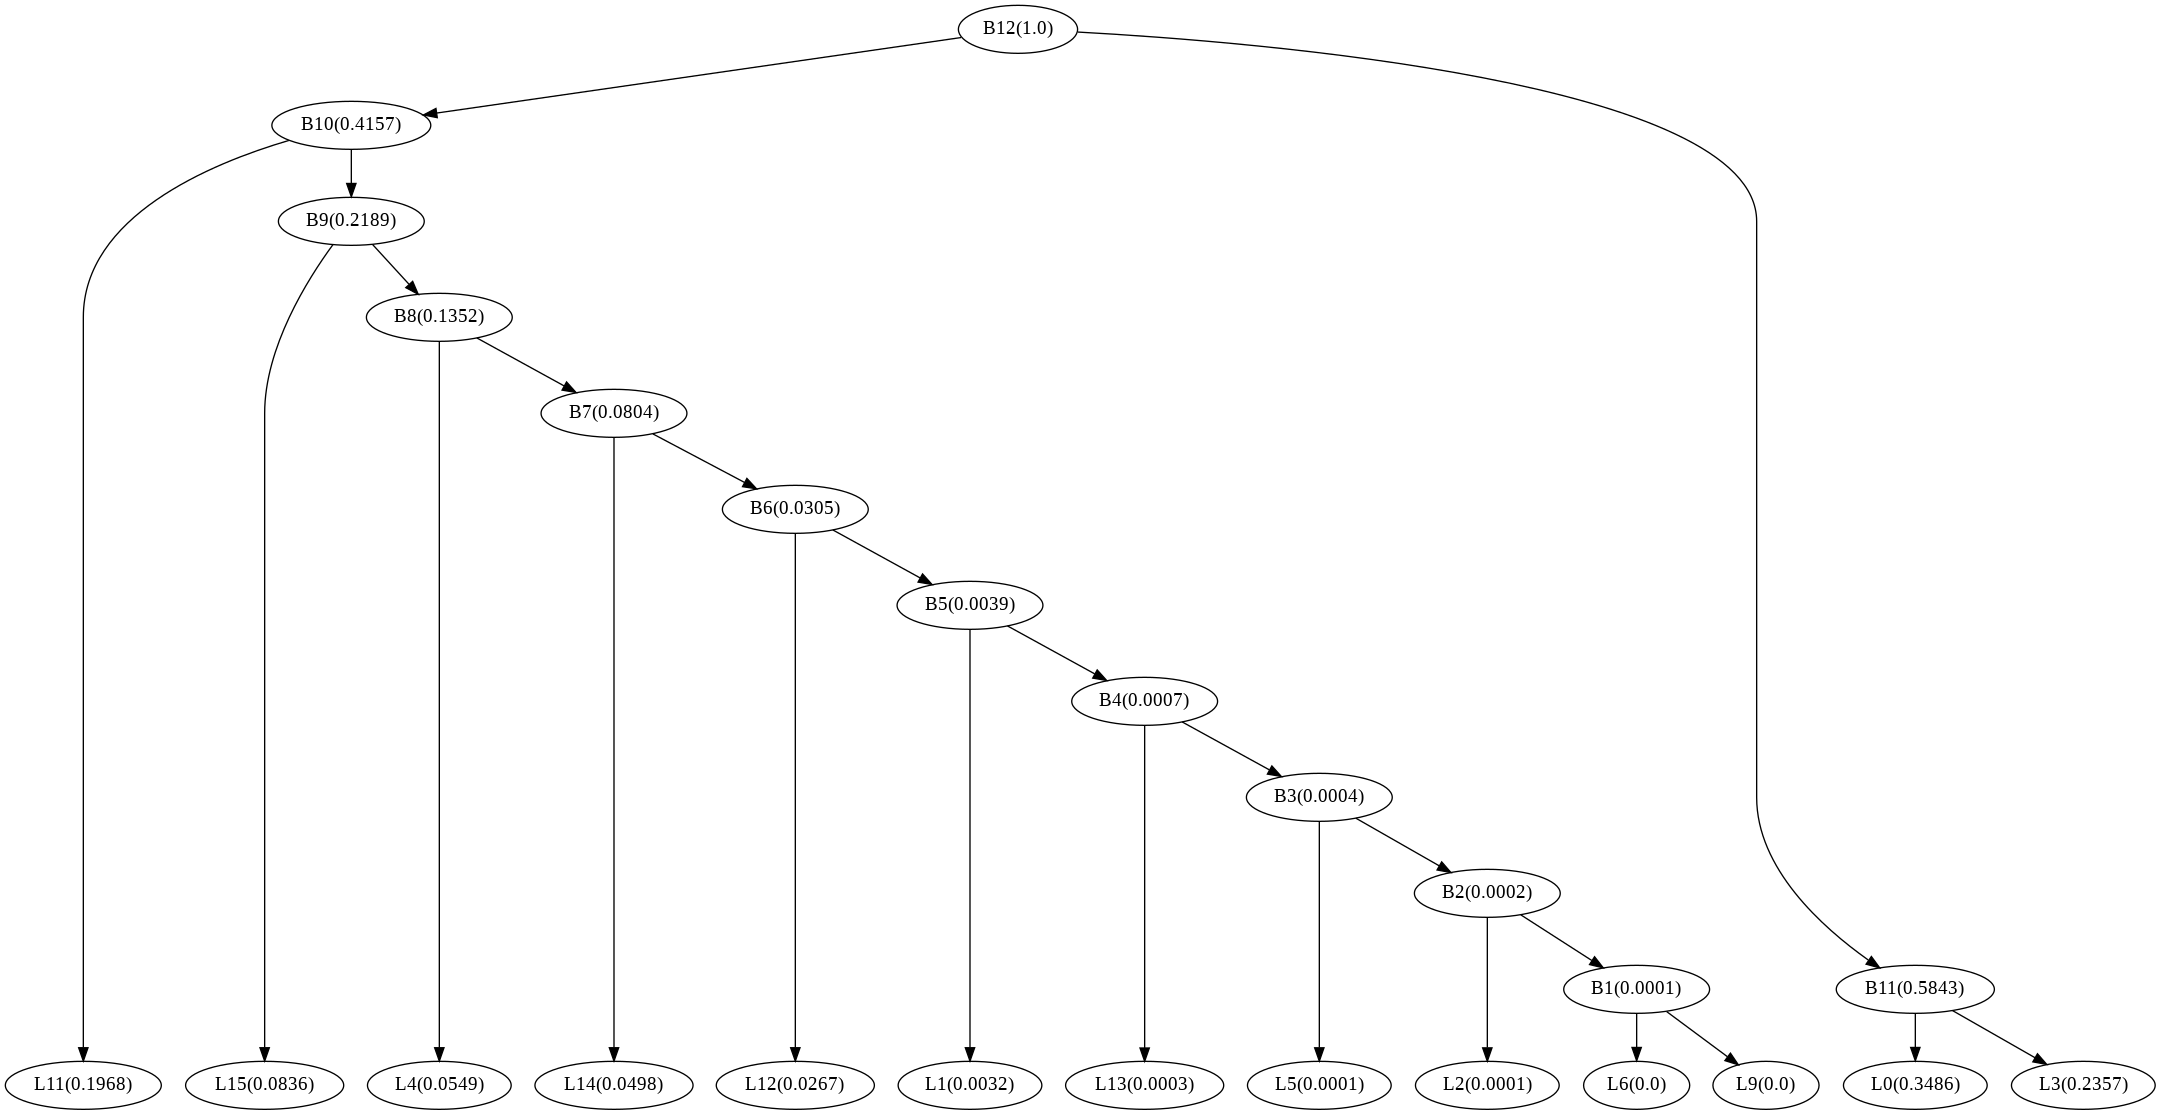 B12(1.0)
B10(0.4157)
B9(0.2189)
B8(0.1352)
B7(0.0804)
B6(0.0305)
B5(0.0039)
B4(0.0007)
B3(0.0004)
B2(0.0002)
B1(0.0001)
B11(0.5843)
L11(0.1968)
L15(0.0836)
L4(0.0549)
L14(0.0498)
L12(0.0267)
L1(0.0032)
L13(0.0003)
L5(0.0001)
L2(0.0001)
L6(0.0)
L9(0.0)
L0(0.3486)
L3(0.2357)